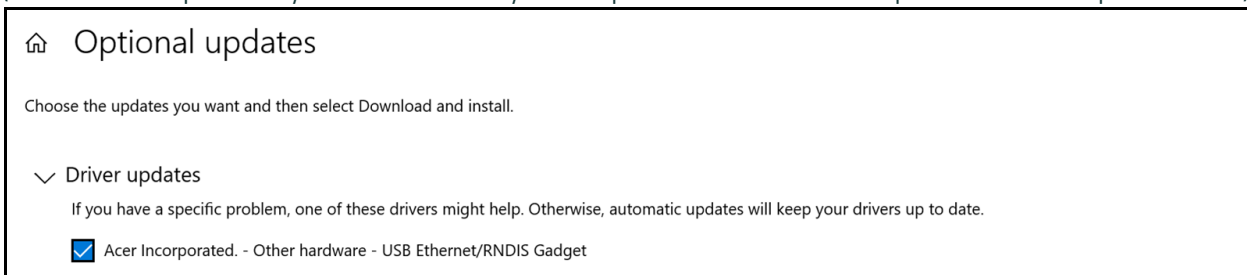 Optional updates
Choose the updates you want and then select Download and install.
Driver updates
If you have a specific problem, one of these drivers might help. Otherwise, automatic updates will keep your drivers up to date.
Acer Incorporated. - Other hardware - USB Ethernet/RNDIS Gadget